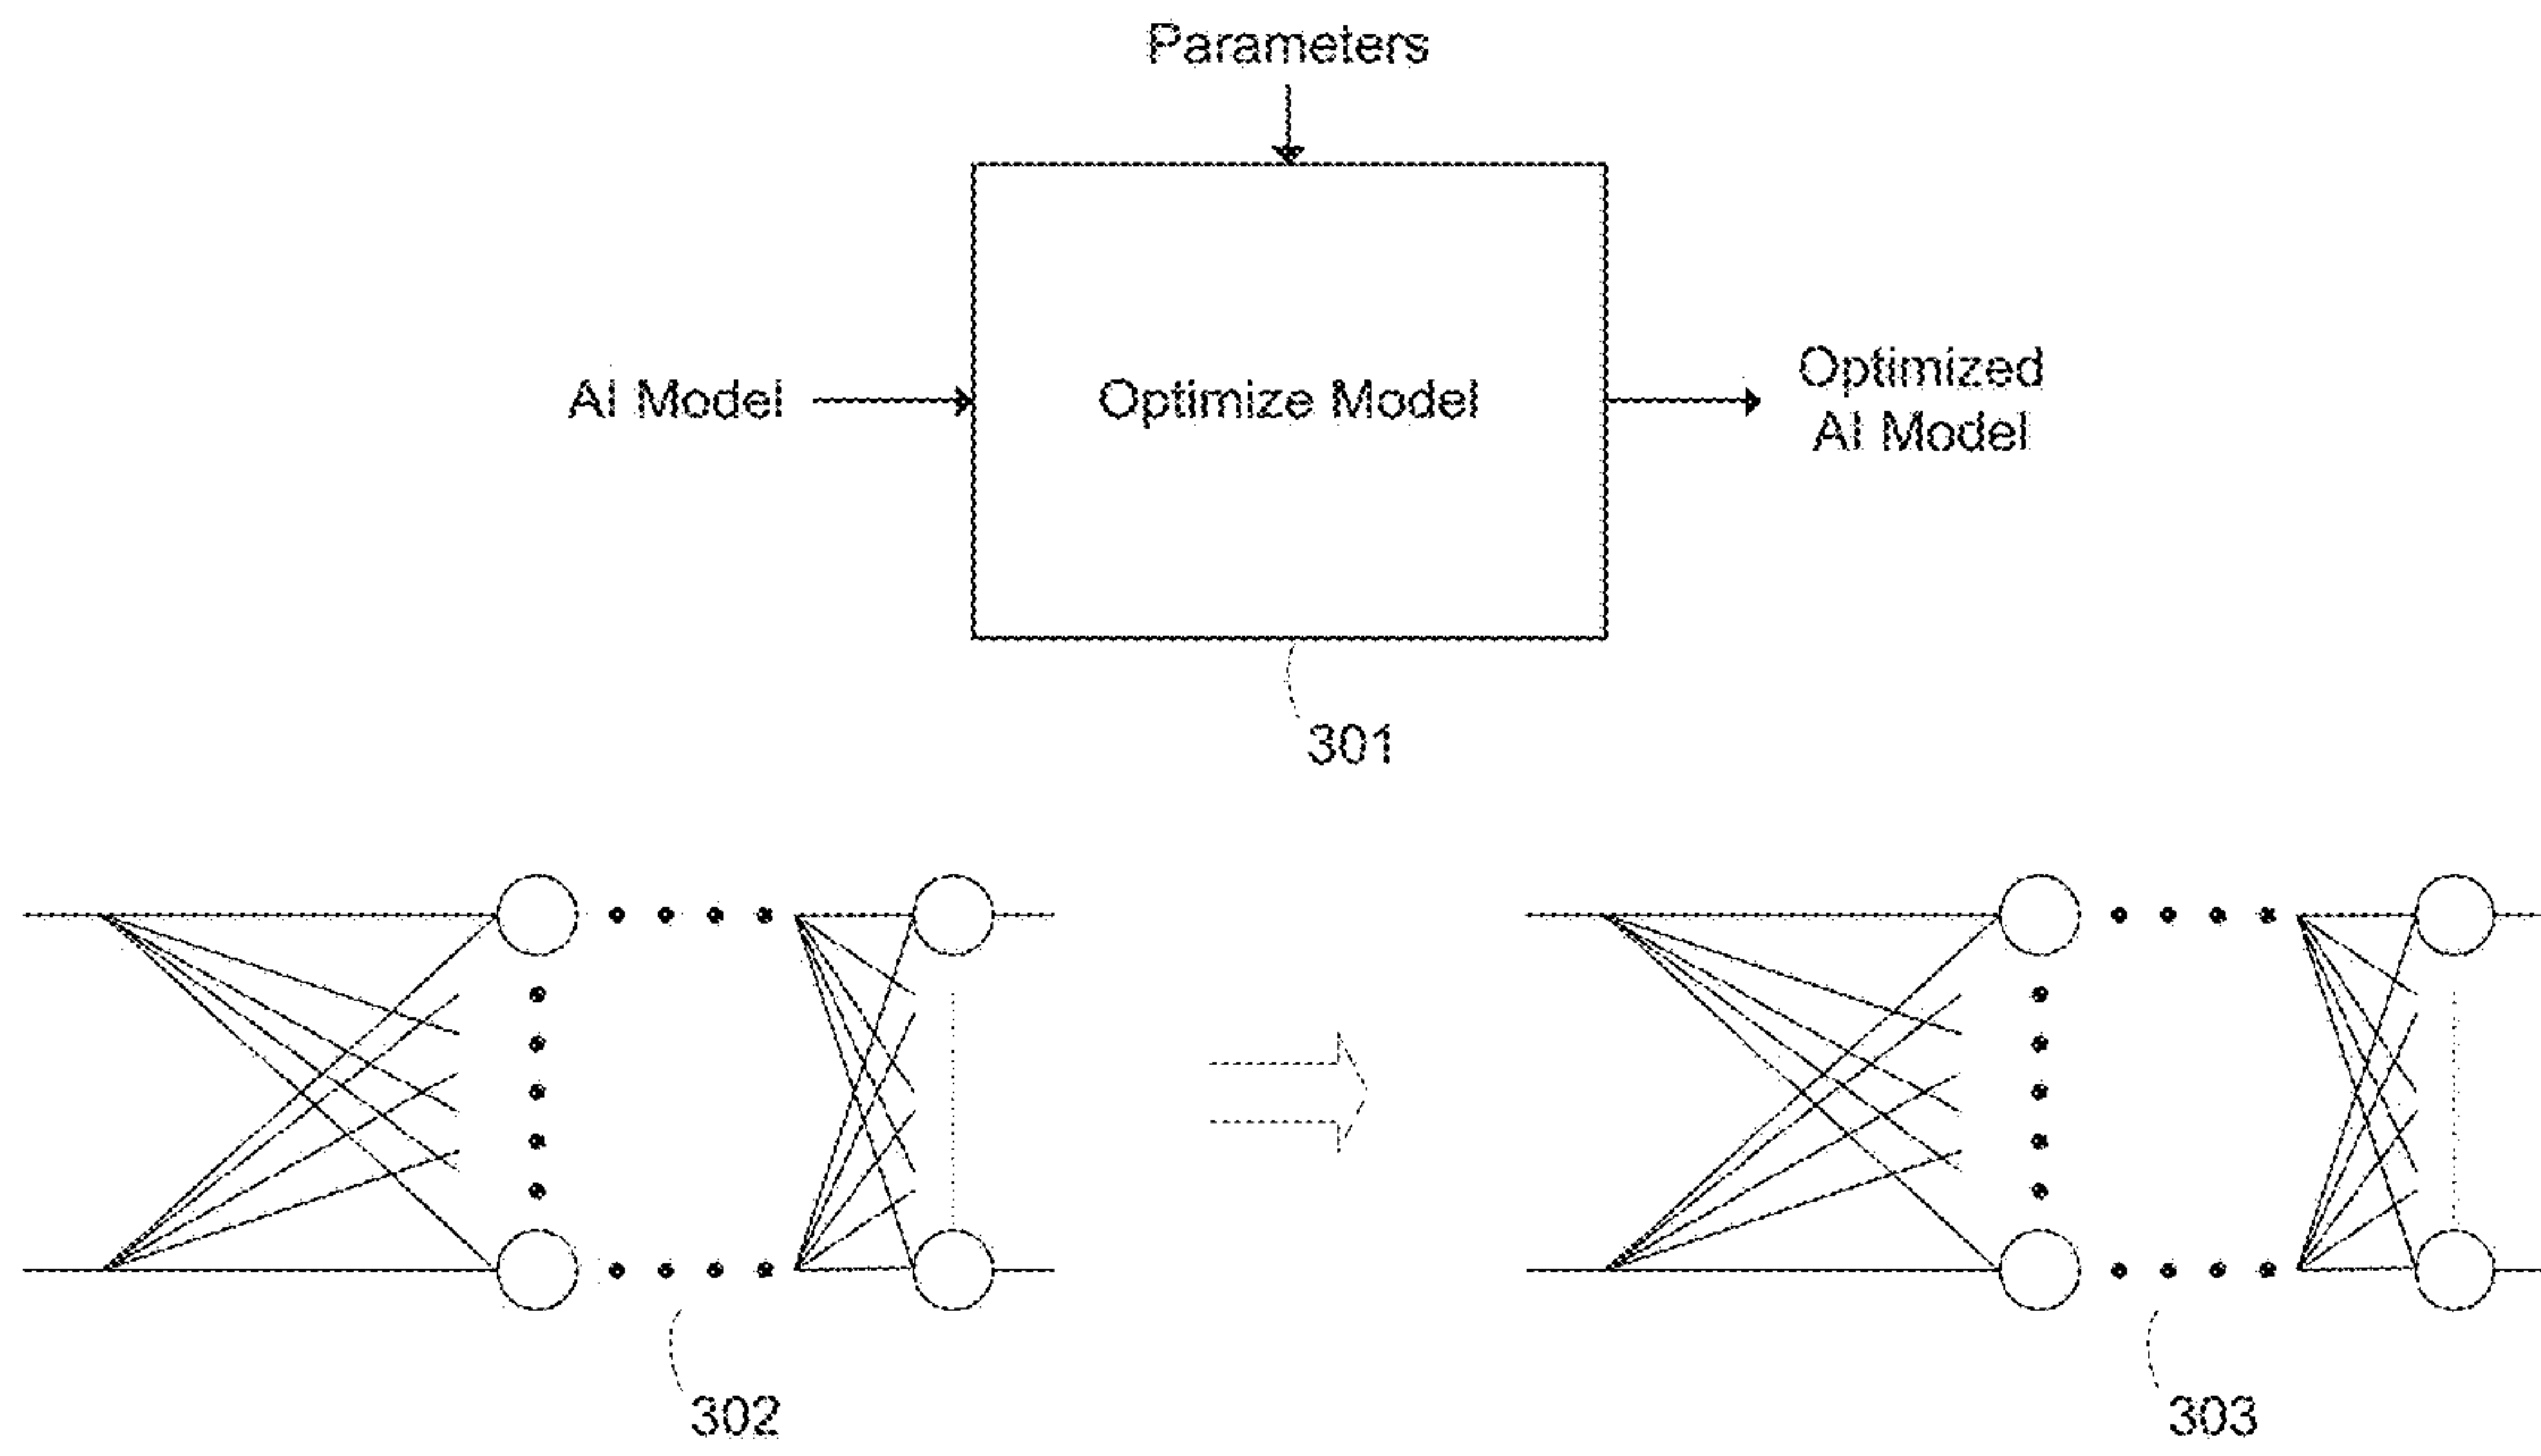 Parameters
AI Model
Optimize Model
Optimized
AI Model
301
302
303